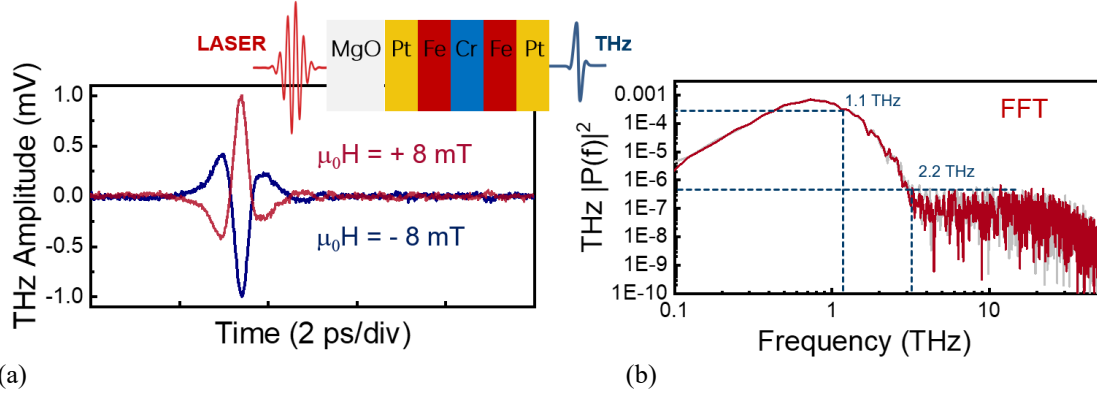 LASER
MgO Pt Fe Cr Fe Pt
THz
THz Amplitude (mV)
1.0
0.5
0.0
-0.5
-1.0
μ₀H = + 8 mT
μ₀H = - 8 mT
Time (2 ps/div)
(a)
THz |P(f)|²
0.001
1E-4
1E-5
1E-6
1E-7
1E-8
1E-9
1E-10
FFT
1.1 THz
2.2 THz
0.1 1 10
Frequency (THz)
(b)